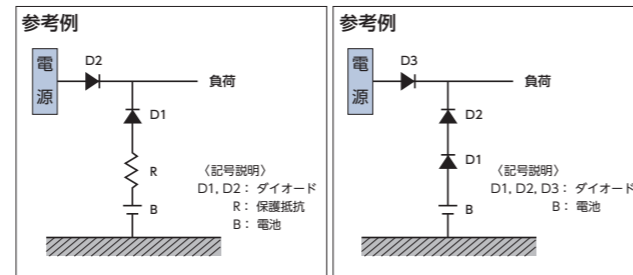 参考例
電
源
D2
負荷
D1
R
B
〈記号説明〉
D1, D2： ダイオード
R： 保護抵抗
B： 電池
参考例
電
源
D3
負荷
D2
D1
B
〈記号説明〉
D1, D2, D3： ダイオード
B： 電池